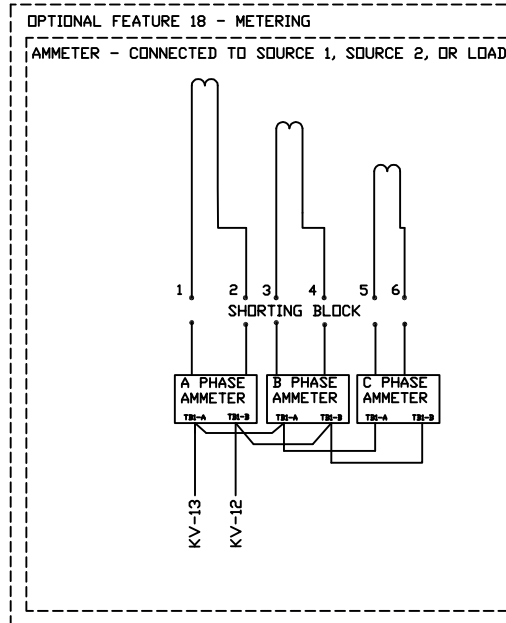 OPTIONAL FEATURE 18 - METERING
AMMETER - CONNECTED TO SOURCE 1, SOURCE 2, OR LOAD
1 2 3 4 5 6
SHORTING BLOCK
A PHASE
AMMETER
TB1-A TB1-B
B PHASE
AMMETER
TB1-A TB1-B
C PHASE
AMMETER
TB1-A TB1-B
KV-13
KV-12